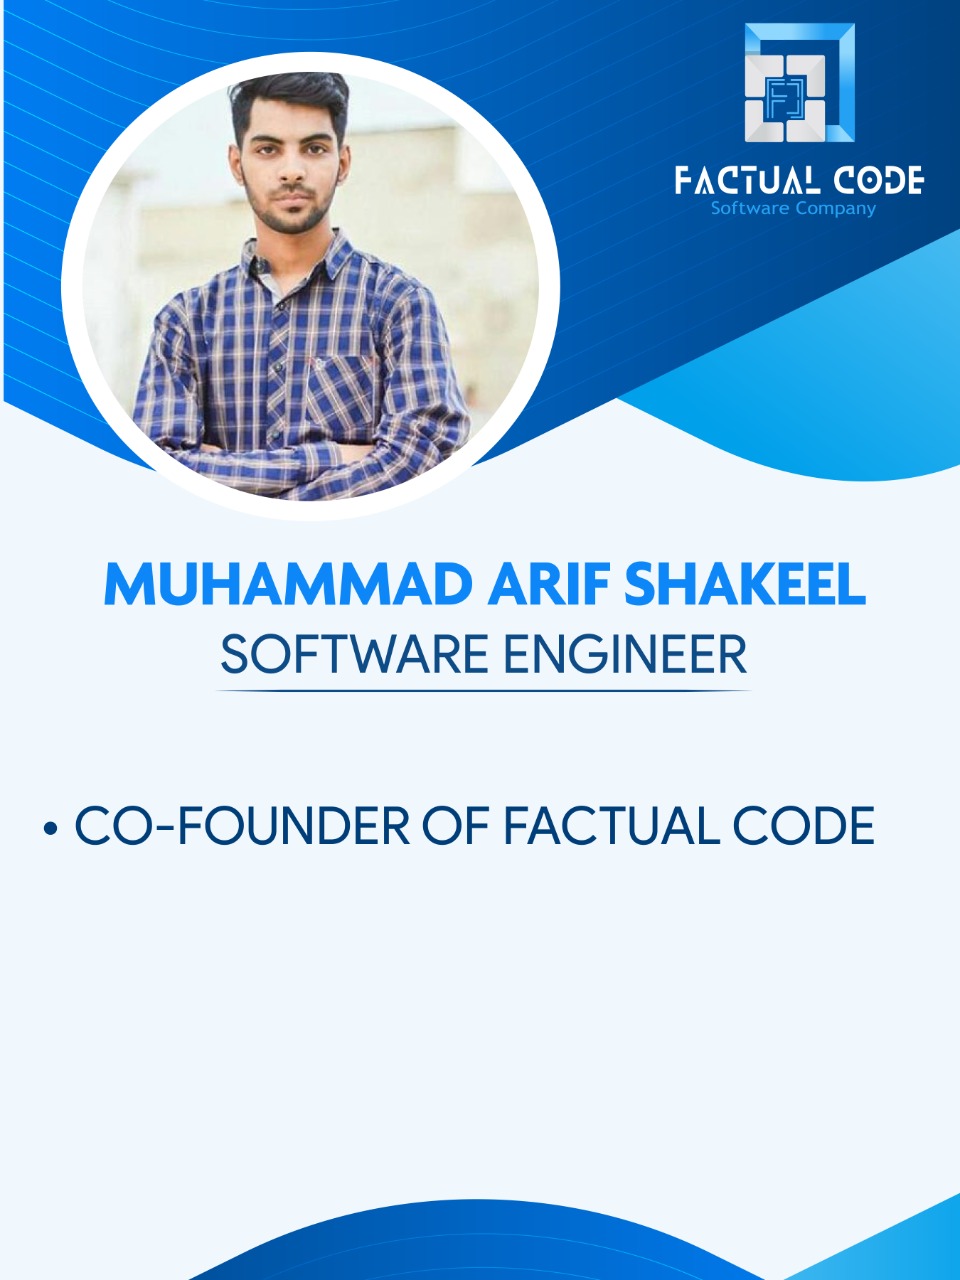 FACTUAL CODE
Software Company
MUHAMMAD ARIF SHAKEEL
SOFTWARE ENGINEER
• CO-FOUNDER OF FACTUAL CODE